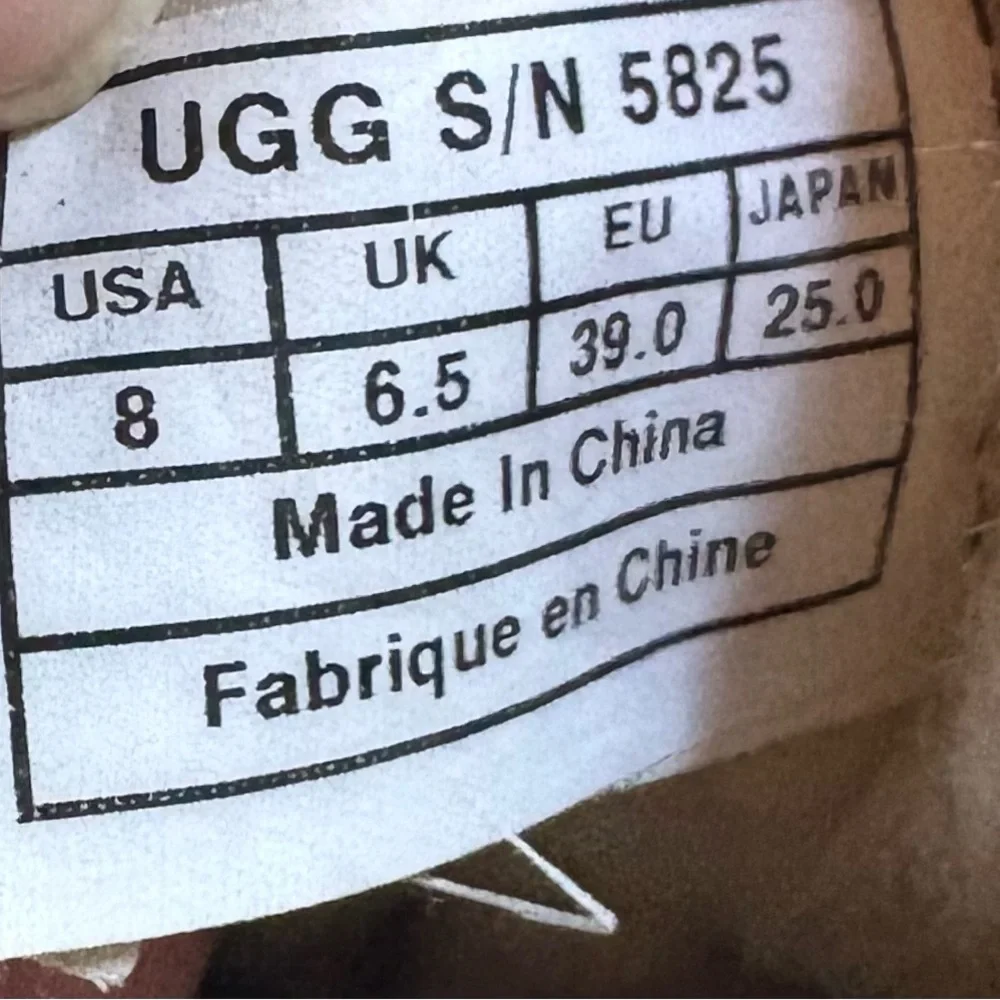 UGG S/N 5825
USA UK EU JAPAN
8 6.5 39.0 25.0
Made In China
Fabrique en Chine